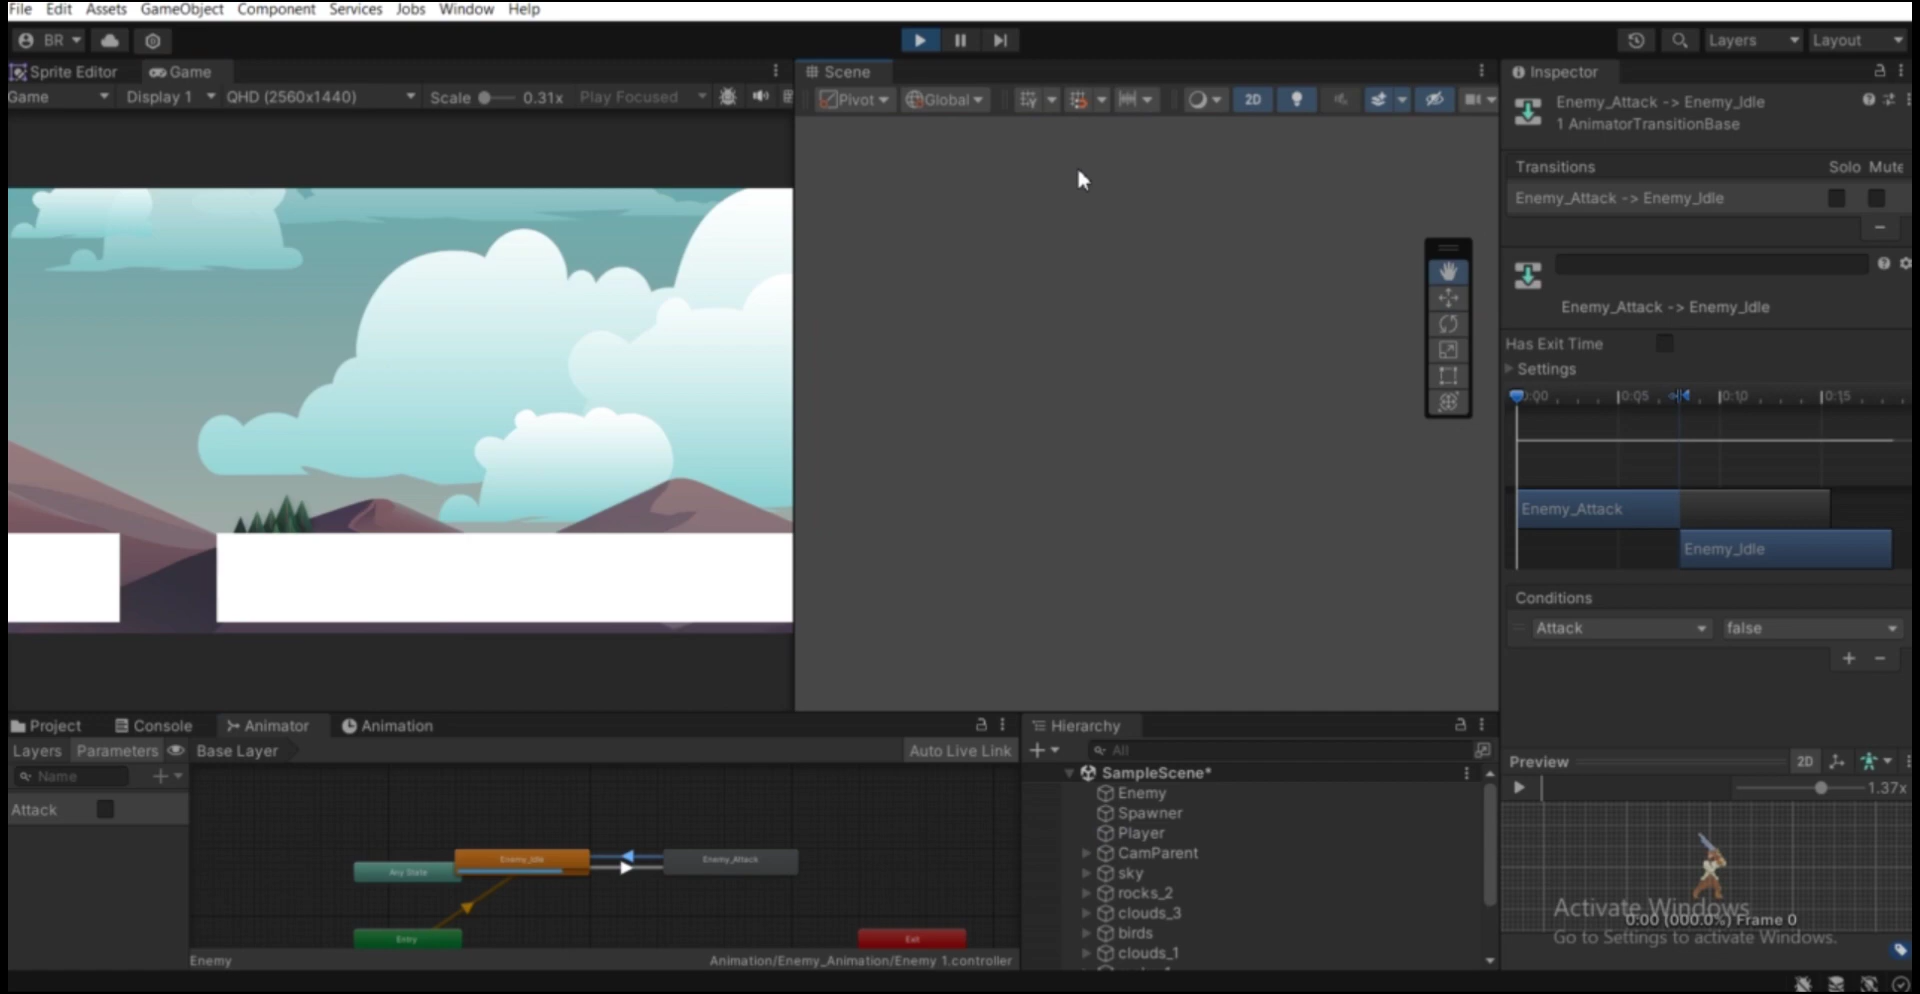 File Edit Assets GameObject Component Services Jobs Window Help
BR
Layers Layout
Sprite Editor Game
Game Display 1 QHD (2560x1440) Scale 0.31x Play Focused
Scene
Pivot Global 2D
Inspector
Enemy_Attack -> Enemy_Idle
1 AnimatorTransitionBase
Transitions Solo Mute
Enemy_Attack -> Enemy_Idle
Enemy_Attack -> Enemy_Idle
Has Exit Time
Settings
0:00 0:05 0:10 0:15
Enemy_Attack
Enemy_Idle
Conditions
Attack false
Project Console Animator Animation
Layers Parameters Base Layer Auto Live Link
Name
Attack
Enemy_Idle
Enemy_Attack
Any State
Entry
Exit
Enemy Animation/Enemy_Animation/Enemy 1.controller
Hierarchy
All
SampleScene*
Enemy
Spawner
Player
CamParent
sky
rocks_2
clouds_3
birds
clouds_1
Preview 2D
1.37x
Activate Windows
0:00 (000.0%) Frame 0
Go to Settings to activate Windows.